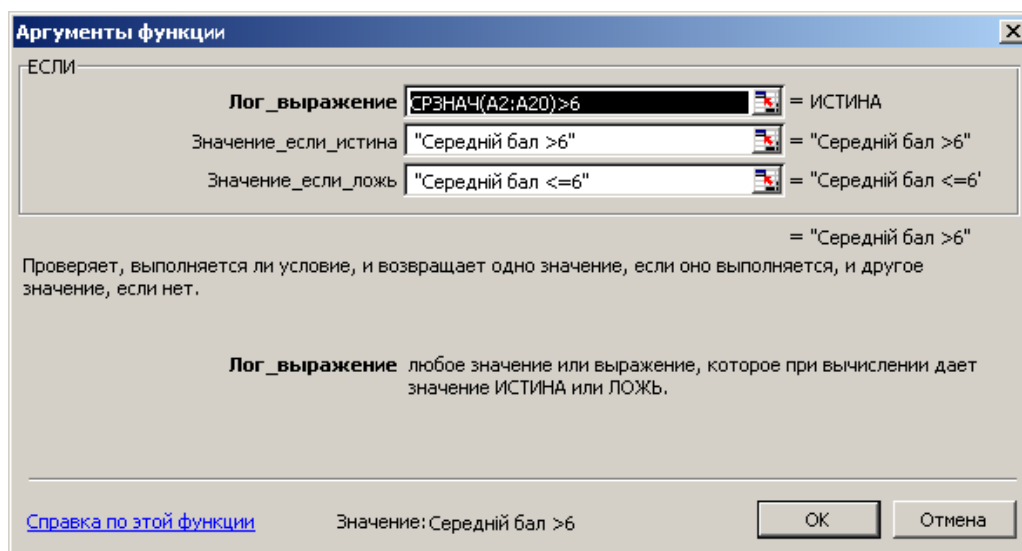 Аргументы функции
ЕСЛИ
Лог_выражение СРЗНАЧ(A2:A20)>6 = ИСТИНА
Значение_если_истина "Середній бал >6" = "Середній бал >6"
Значение_если_ложь "Середній бал <=6" = "Середній бал <=6'
= "Середній бал >6"
Проверяет, выполняется ли условие, и возвращает одно значение, если оно выполняется, и другое
значение, если нет.
Лог_выражение любое значение или выражение, которое при вычислении дает
значение ИСТИНА или ЛОЖЬ.
Справка по этой функции Значение: Середній бал >6 OK Отмена